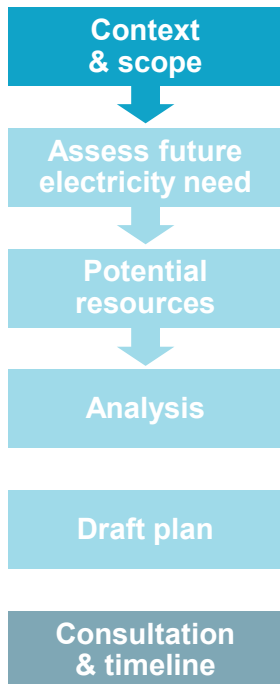 Context
& scope
Assess future
electricity need
Potential
resources
Analysis
Draft plan
Consultation
& timeline